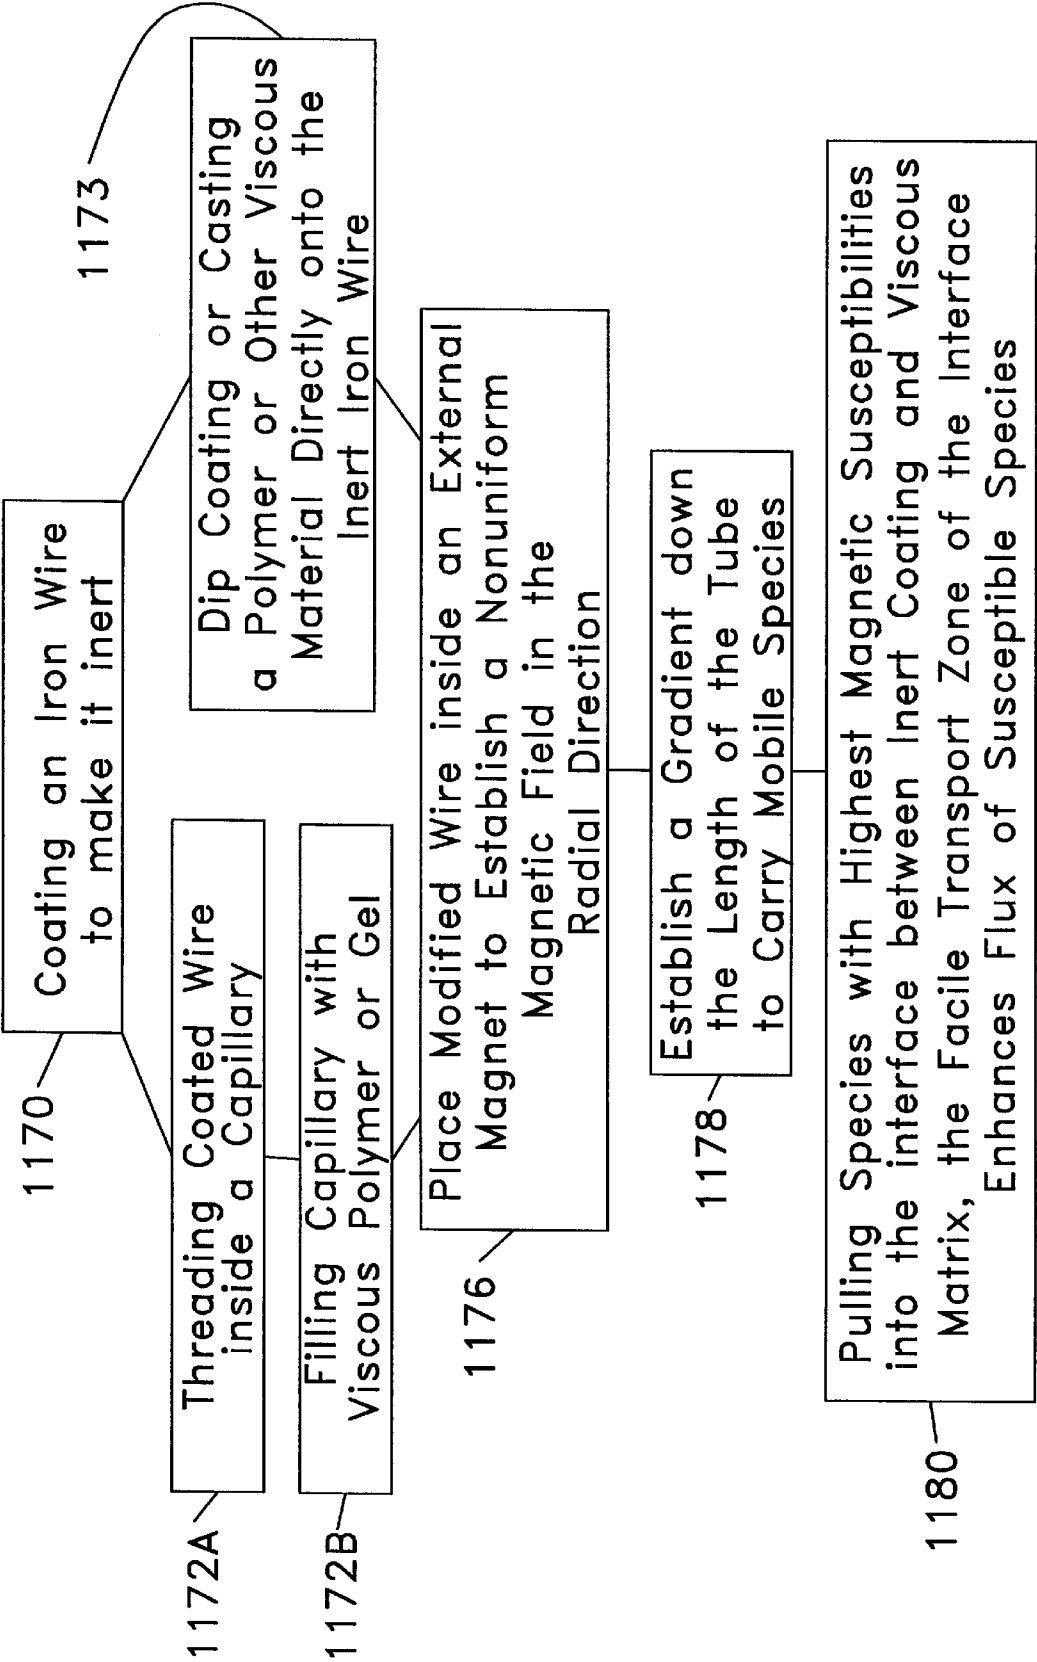 Coating an Iron Wire
to make it inert
1170
1173
Threading Coated Wire
inside a Capillary
1172A
Filling Capillary with
Viscous Polymer or Gel
1172B
Dip Coating or Casting
a Polymer or Other Viscous
Material Directly onto the
Inert Iron Wire
Place Modified Wire inside an External
Magnet to Establish a Nonuniform
Magnetic Field in the
Radial Direction
1176
Establish a Gradient down
the Length of the Tube
to Carry Mobile Species
1178
Pulling Species with Highest Magnetic Susceptibilities
into the interface between Inert Coating and Viscous
Matrix, the Facile Transport Zone of the Interface
Enhances Flux of Susceptible Species
1180